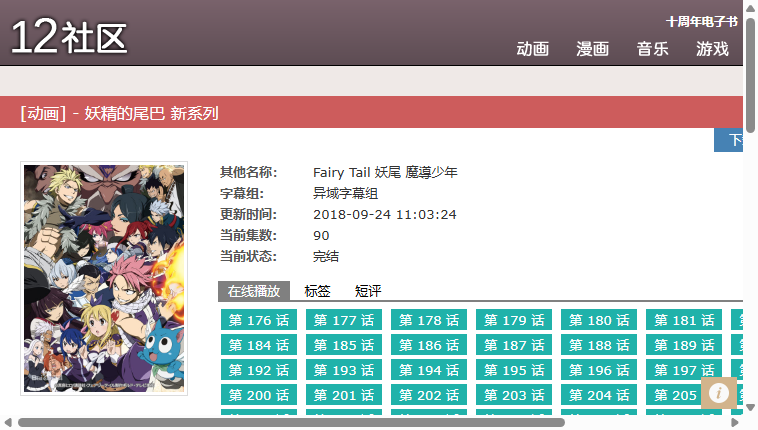 12社区
十周年电子书
动画 漫画 音乐 游戏
[动画] - 妖精的尾巴 新系列
其他名称: Fairy Tail 妖尾 魔導少年
字幕组: 异域字幕组
更新时间: 2018-09-24 11:03:24
当前集数: 90
当前状态: 完结
在线播放 标签 短评
第 176 话 第 177 话 第 178 话 第 179 话 第 180 话 第 181 话
第 184 话 第 185 话 第 186 话 第 187 话 第 188 话 第 189 话
第 192 话 第 193 话 第 194 话 第 195 话 第 196 话 第 197 话
第 200 话 第 201 话 第 202 话 第 203 话 第 204 话 第 205